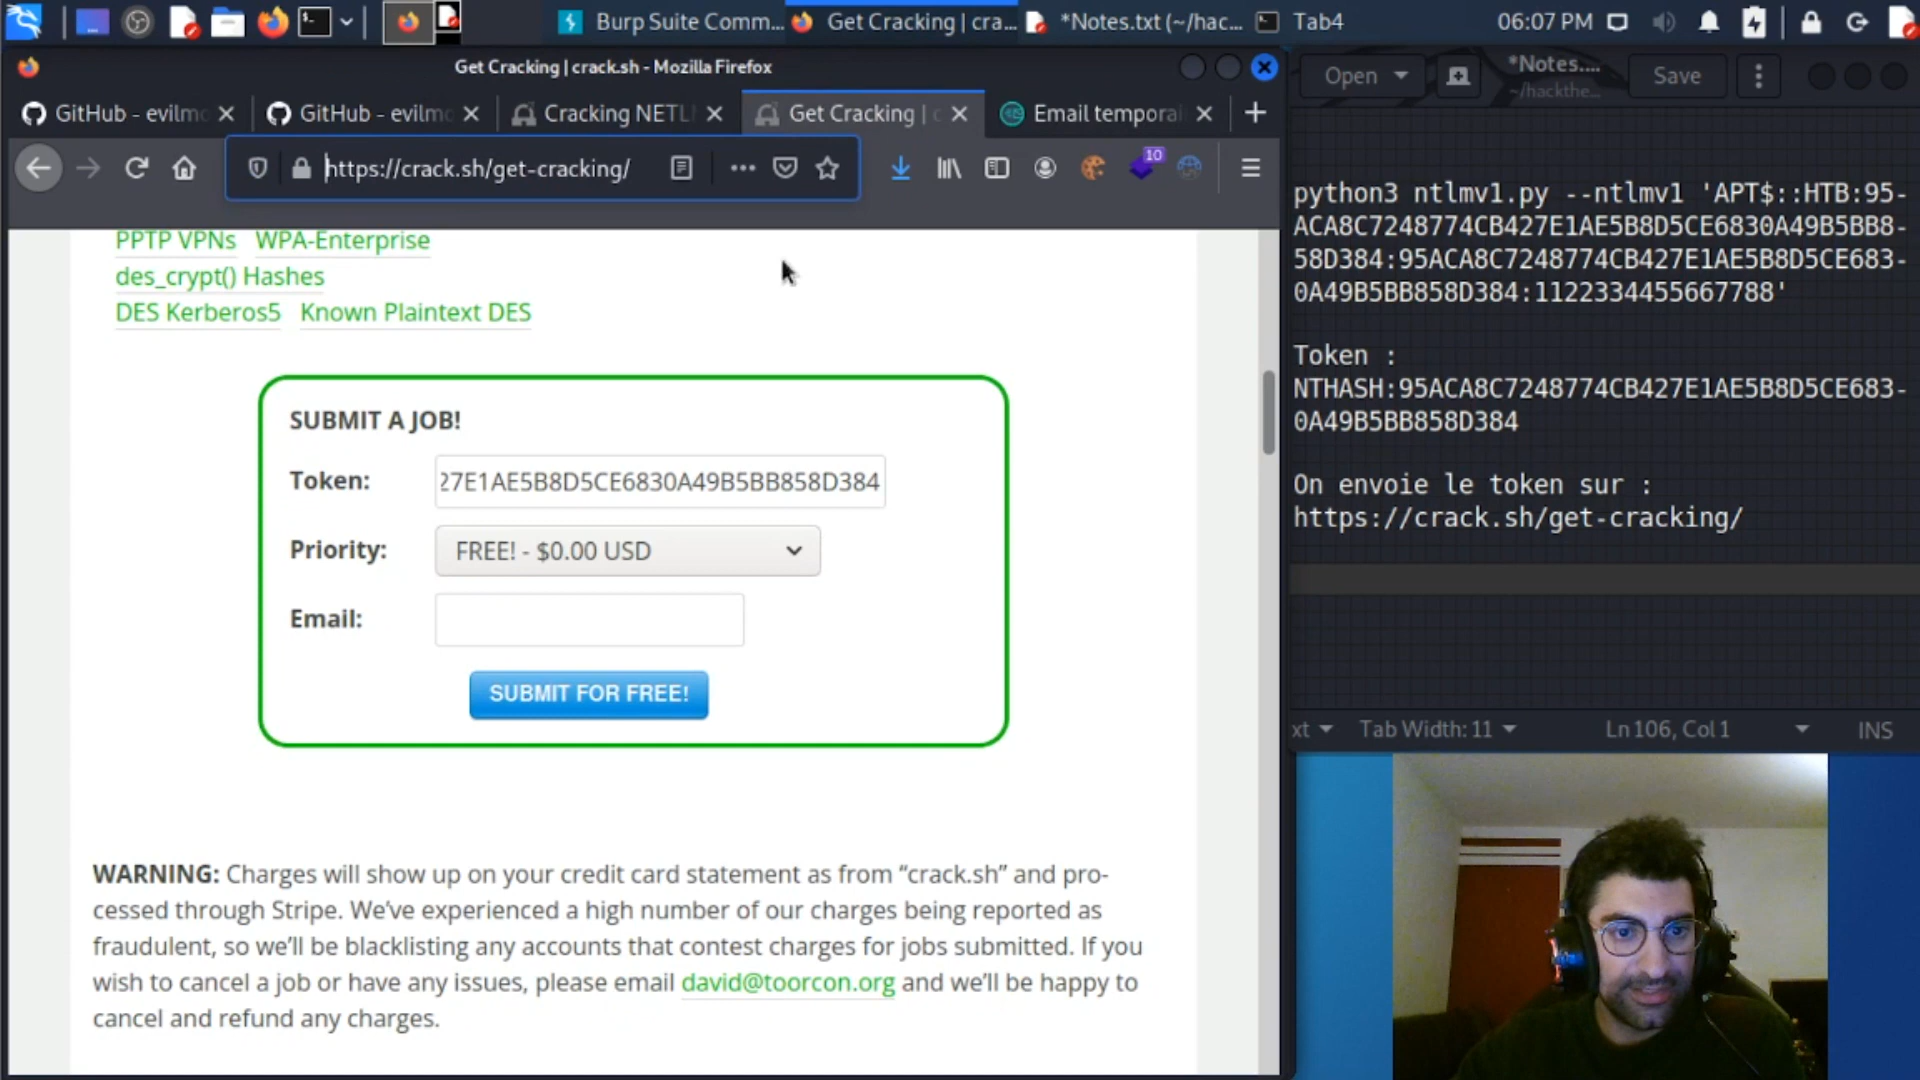 Burp Suite Comm...
Get Cracking | cra...
*Notes.txt (~/hac...
Tab4
06:07 PM
Get Cracking | crack.sh - Mozilla Firefox
GitHub - evilmo
GitHub - evilmo
Cracking NETL
Get Cracking | c
Email tempora
https://crack.sh/get-cracking/
10
PPTP VPNs WPA-Enterprise
des_crypt() Hashes
DES Kerberos5 Known Plaintext DES
SUBMIT A JOB!
Token: 27E1AE5B8D5CE6830A49B5BB858D384
Priority: FREE! - $0.00 USD
Email:
SUBMIT FOR FREE!
WARNING: Charges will show up on your credit card statement as from “crack.sh” and pro-
cessed through Stripe. We’ve experienced a high number of our charges being reported as
fraudulent, so we’ll be blacklisting any accounts that contest charges for jobs submitted. If you
wish to cancel a job or have any issues, please email david@toorcon.org and we’ll be happy to
cancel and refund any charges.
Open
*Notes....
~/hackthe...
Save
python3 ntlmv1.py --ntlmv1 'APT$::HTB:95-
ACA8C7248774CB427E1AE5B8D5CE6830A49B5BB8-
58D384:95ACA8C7248774CB427E1AE5B8D5CE683-
0A49B5BB858D384:1122334455667788'
Token :
NTHASH:95ACA8C7248774CB427E1AE5B8D5CE683-
0A49B5BB858D384
On envoie le token sur :
https://crack.sh/get-cracking/
xt
Tab Width: 11
Ln 106, Col 1
INS